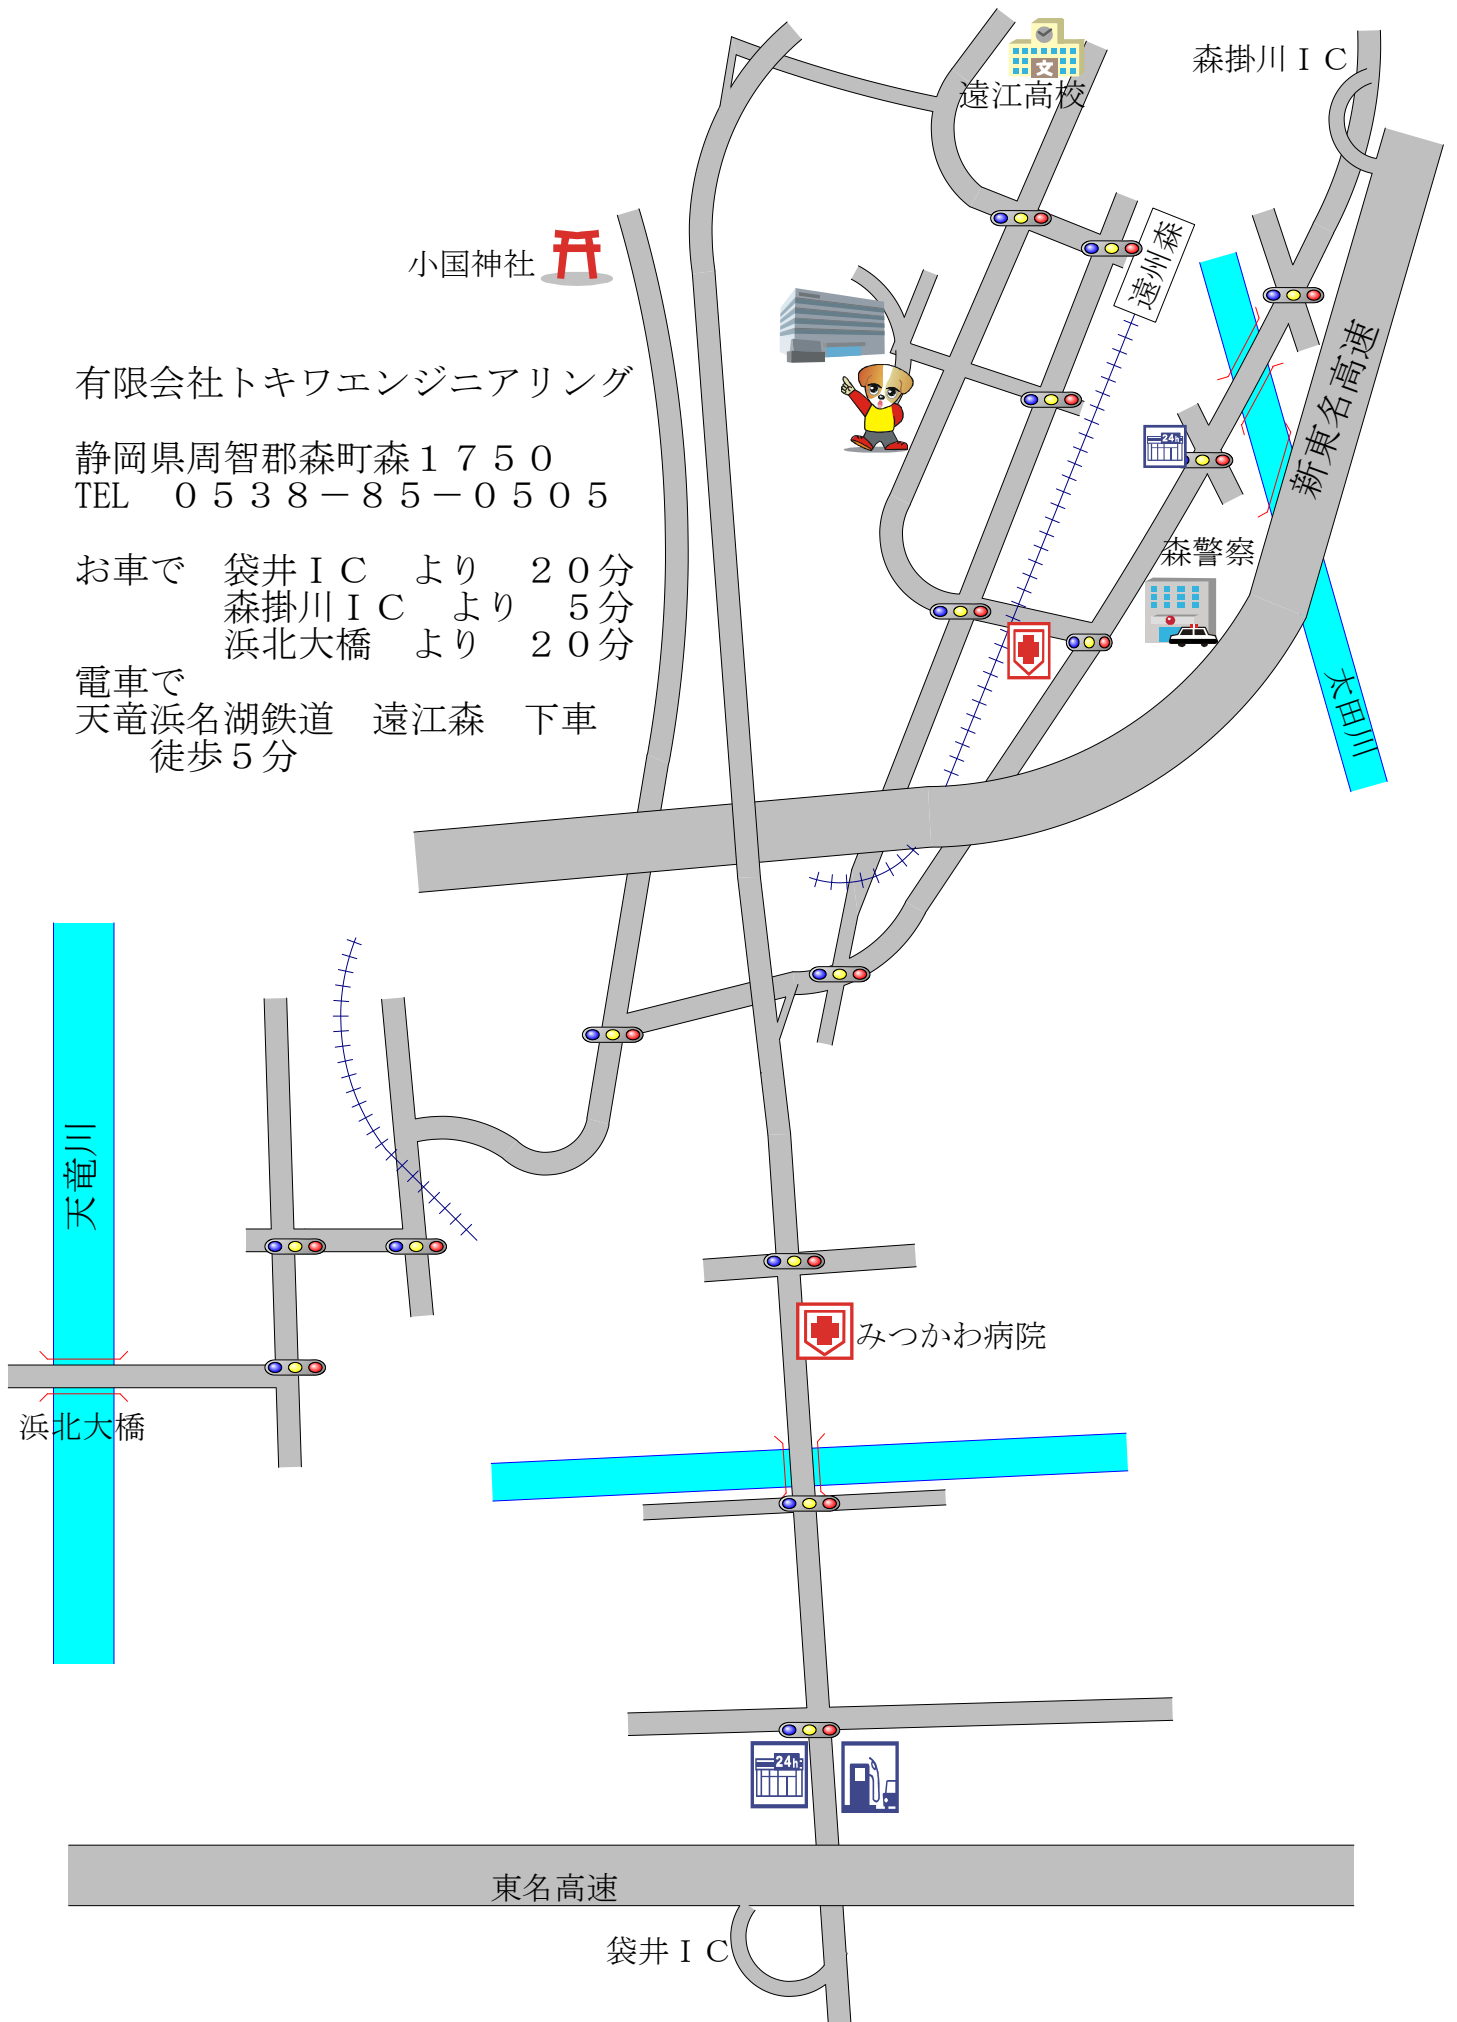 森掛川ＩＣ
文
遠江高校
遠州森
小国神社
新東名高速
有限会社トキワエンジニアリング
24h
静岡県周智郡森町森１７５０
TEL　０５３８－８５－０５０５
森警察
お車で　袋井ＩＣ　より　２０分
森掛川ＩＣ　より　５分
浜北大橋　より　２０分
電車で
天竜浜名湖鉄道　遠江森　下車
徒歩５分
太田川
天竜川
みつかわ病院
浜北大橋
24h
東名高速
袋井ＩＣ